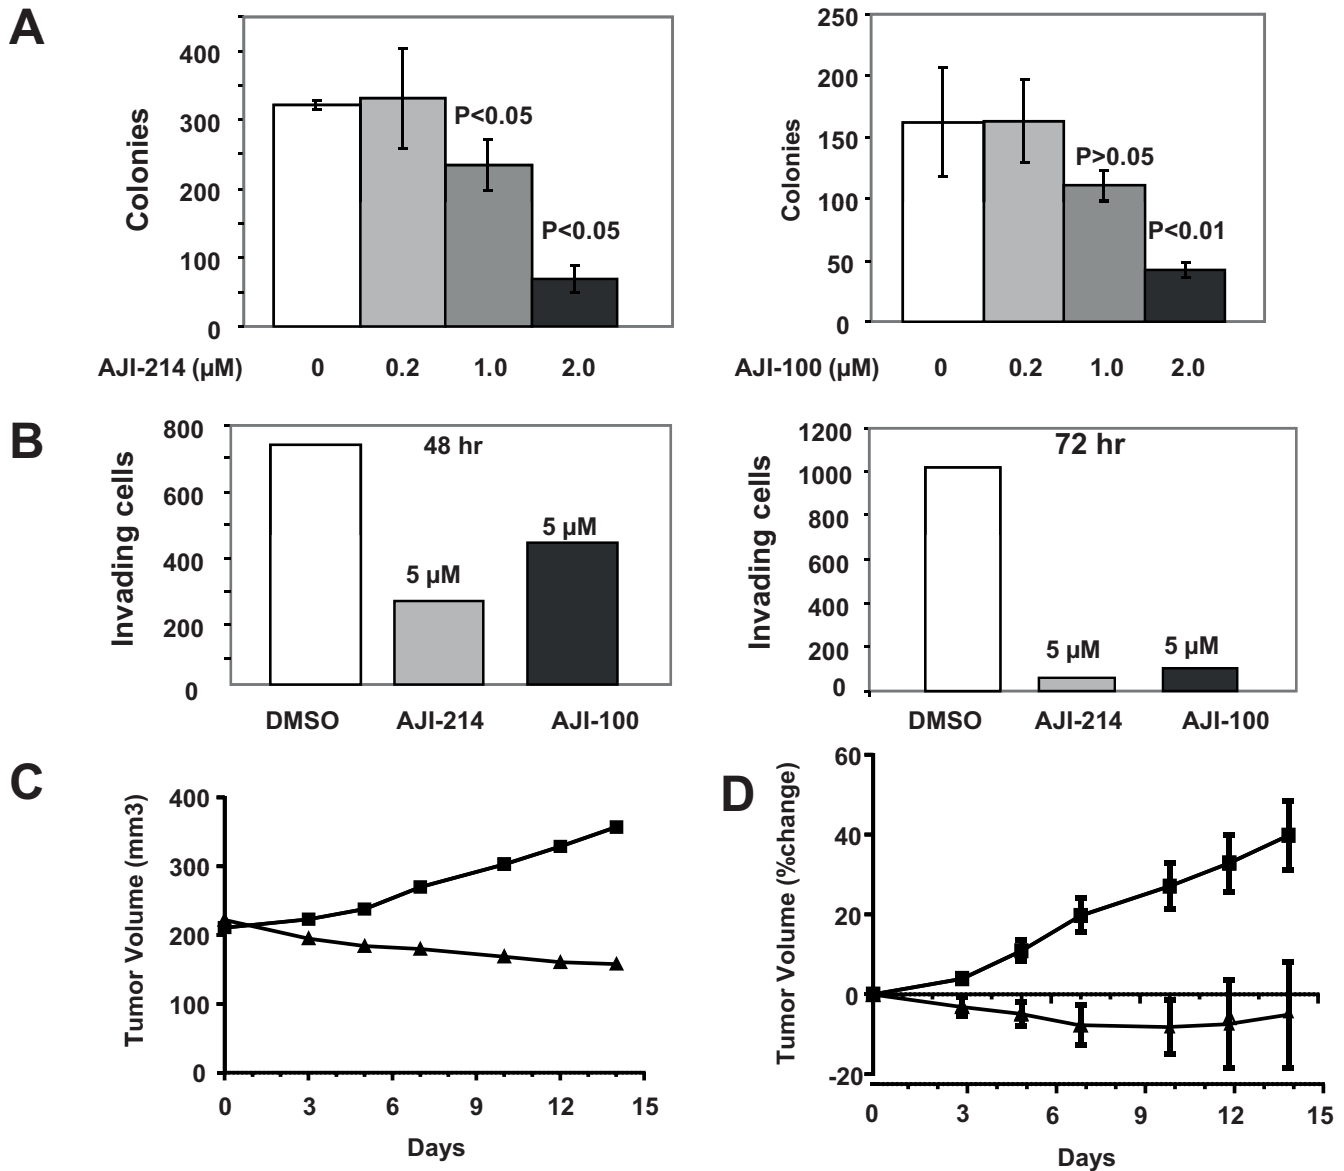 A
Colonies
400
300
200
100
0
P<0.05
P<0.05
AJI-214 (µM) 0 0.2 1.0 2.0
Colonies
250
200
150
100
50
0
P>0.05
P<0.01
AJI-100 (µM) 0 0.2 1.0 2.0
B
Invading cells
800
600
400
200
0
48 hr
5 µM
5 µM
DMSO AJI-214 AJI-100
Invading cells
1200
1000
800
600
400
200
0
72 hr
5 µM
5 µM
DMSO AJI-214 AJI-100
C
Tumor Volume (mm3)
400
300
200
100
0
0 3 6 9 12 15
Days
D
Tumor Volume (%change)
60
40
20
0
-20
0 3 6 9 12 15
Days